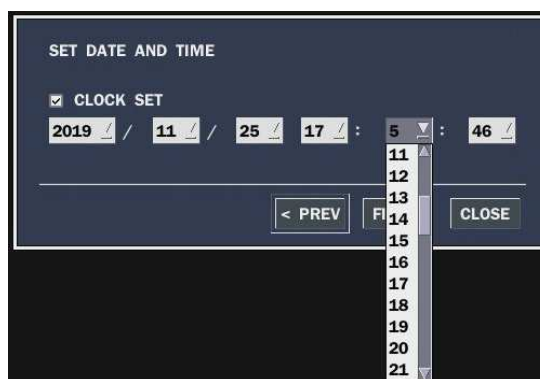 SET DATE AND TIME
CLOCK SET
2019 / 11 / 25 17 : 5 : 46
11
12
13
14
15
16
17
18
19
20
21
< PREV
CLOSE